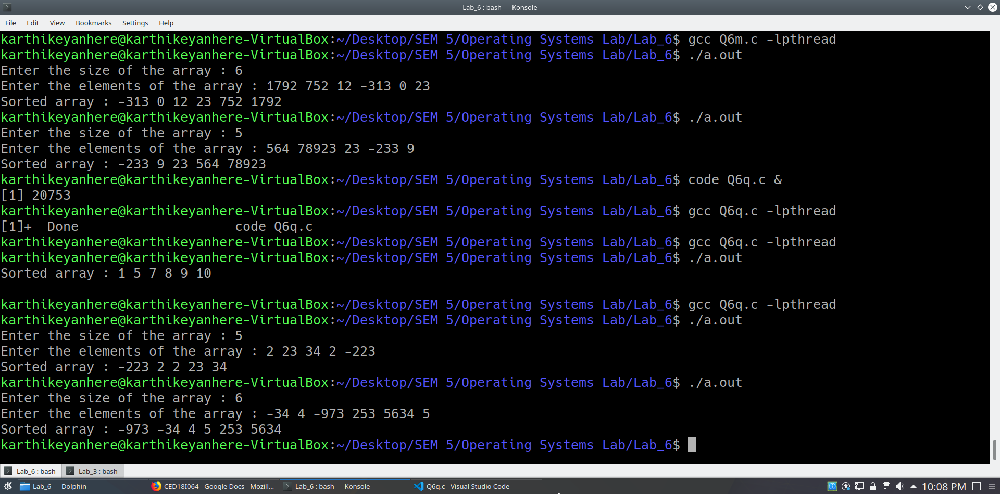 Lab_6 : bash — Konsole
File Edit View Bookmarks Settings Help
karthikeyanhere@karthikeyanhere-VirtualBox:~/Desktop/SEM 5/Operating Systems Lab/Lab_6$ gcc Q6m.c -lpthread
karthikeyanhere@karthikeyanhere-VirtualBox:~/Desktop/SEM 5/Operating Systems Lab/Lab_6$ ./a.out
Enter the size of the array : 6
Enter the elements of the array : 1792 752 12 -313 0 23
Sorted array : -313 0 12 23 752 1792
karthikeyanhere@karthikeyanhere-VirtualBox:~/Desktop/SEM 5/Operating Systems Lab/Lab_6$ ./a.out
Enter the size of the array : 5
Enter the elements of the array : 564 78923 23 -233 9
Sorted array : -233 9 23 564 78923
karthikeyanhere@karthikeyanhere-VirtualBox:~/Desktop/SEM 5/Operating Systems Lab/Lab_6$ code Q6q.c &
[1] 20753
karthikeyanhere@karthikeyanhere-VirtualBox:~/Desktop/SEM 5/Operating Systems Lab/Lab_6$ gcc Q6q.c -lpthread
[1]+  Done                    code Q6q.c
karthikeyanhere@karthikeyanhere-VirtualBox:~/Desktop/SEM 5/Operating Systems Lab/Lab_6$ gcc Q6q.c -lpthread
karthikeyanhere@karthikeyanhere-VirtualBox:~/Desktop/SEM 5/Operating Systems Lab/Lab_6$ ./a.out
Sorted array : 1 5 7 8 9 10
karthikeyanhere@karthikeyanhere-VirtualBox:~/Desktop/SEM 5/Operating Systems Lab/Lab_6$ gcc Q6q.c -lpthread
karthikeyanhere@karthikeyanhere-VirtualBox:~/Desktop/SEM 5/Operating Systems Lab/Lab_6$ ./a.out
Enter the size of the array : 5
Enter the elements of the array : 2 23 34 2 -223
Sorted array : -223 2 2 23 34
karthikeyanhere@karthikeyanhere-VirtualBox:~/Desktop/SEM 5/Operating Systems Lab/Lab_6$ ./a.out
Enter the size of the array : 6
Enter the elements of the array : -34 4 -973 253 5634 5
Sorted array : -973 -34 4 5 253 5634
karthikeyanhere@karthikeyanhere-VirtualBox:~/Desktop/SEM 5/Operating Systems Lab/Lab_6$
Lab_6 : bash Lab_3 : bash
Lab_6 — Dolphin CED18I064 - Google Docs - Mozill... Lab_6 : bash — Konsole Q6q.c - Visual Studio Code 10:08 PM